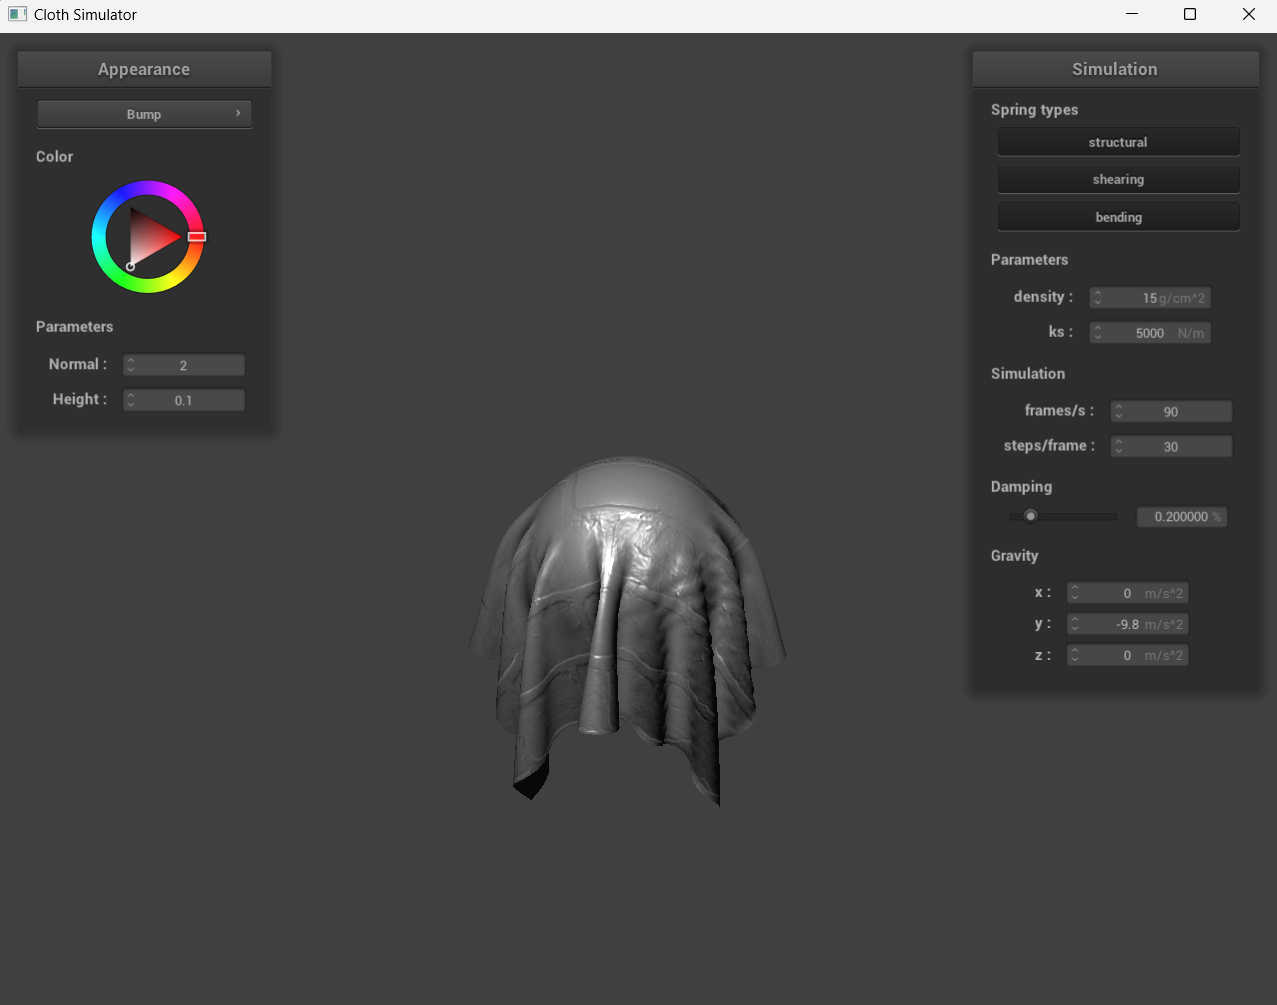 Cloth Simulator
Appearance
Bump
Color
Parameters
Normal : 2
Height : 0.1
Simulation
Spring types
structural
shearing
bending
Parameters
density : 15 g/cm^2
ks : 5000 N/m
Simulation
frames/s : 90
steps/frame : 30
Damping
0.200000 %
Gravity
x : 0 m/s^2
y : -9.8 m/s^2
z : 0 m/s^2